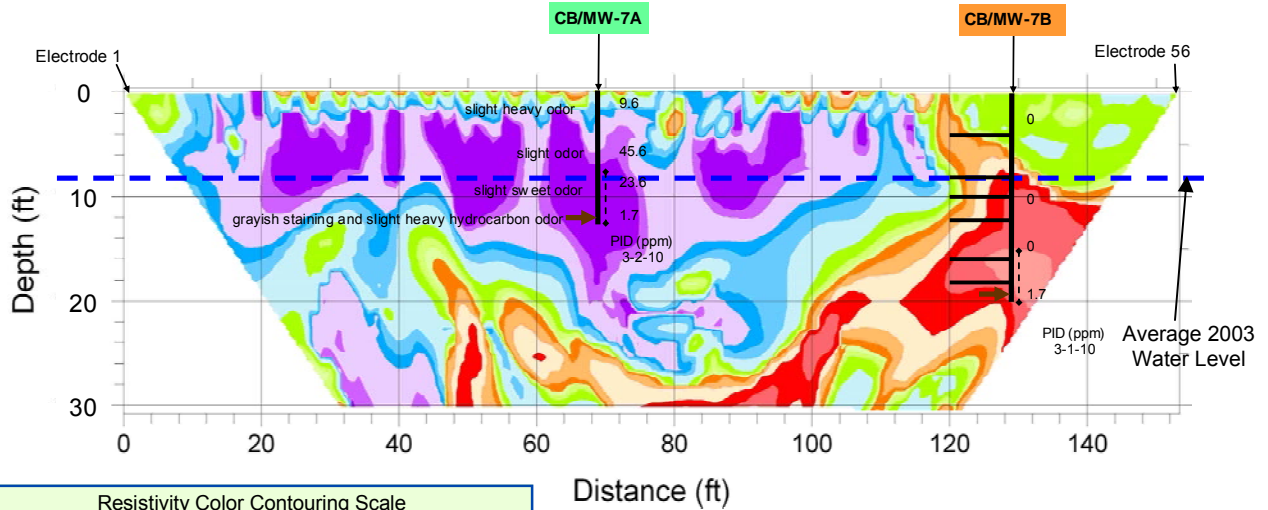 CB/MW-7A
CB/MW-7B
Electrode 1
Electrode 56
0
10
20
30
Depth (ft)
slight heavy odor
9.6
slight odor
45.6
slight sweet odor
23.6
grayish staining and slight heavy hydrocarbon odor
1.7
PID (ppm)
3-2-10
0
0
0
1.7
PID (ppm)
3-1-10
Average 2003
Water Level
0
20
40
60
80
100
120
140
Distance (ft)
Resistivity Color Contouring Scale